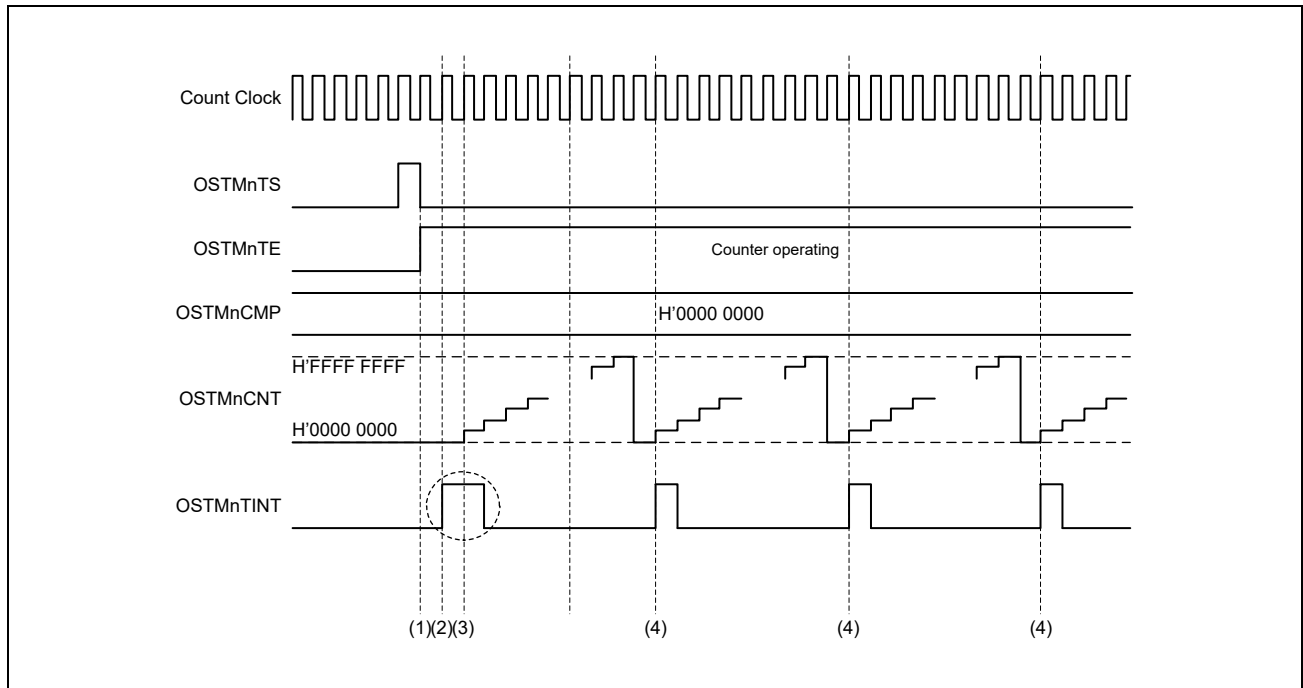 Count Clock
OSTMnTS
OSTMnTE
Counter operating
OSTMnCMP
H'0000 0000
H'FFFF FFFF
OSTMnCNT
H'0000 0000
OSTMnTINT
(1)(2)(3) (4) (4) (4)